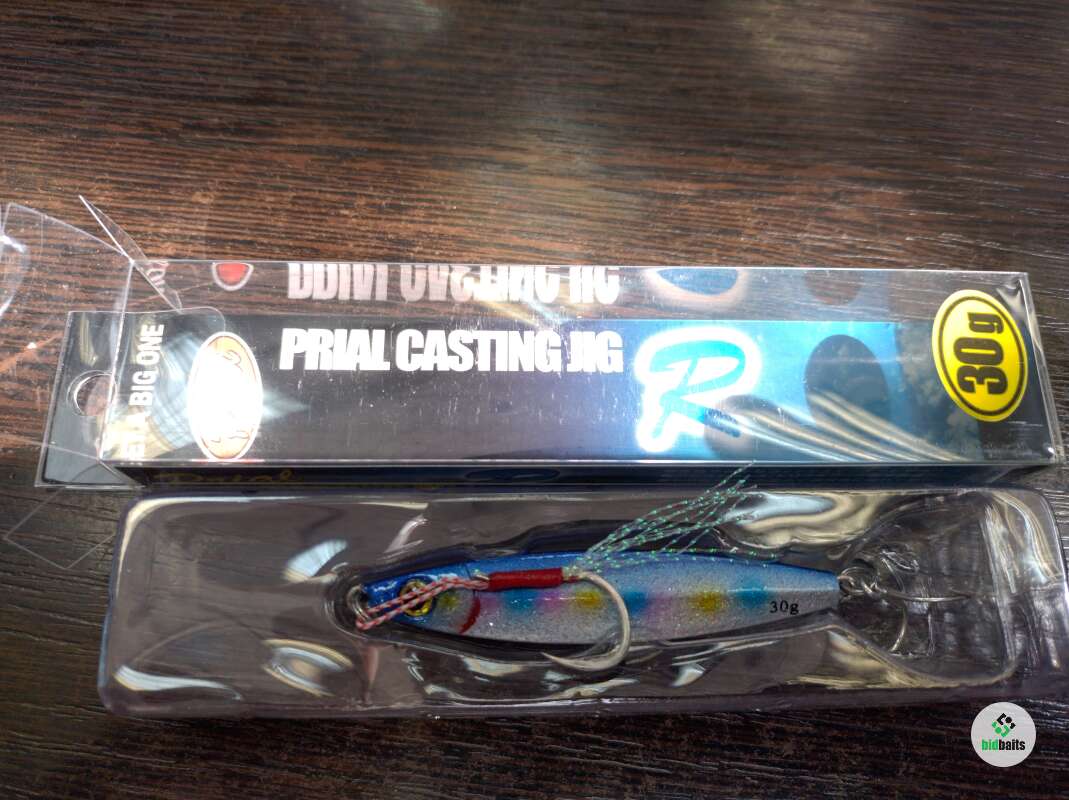 A BIG ONE
PRIAL CASTING JIG
R
30g
30g
bidbaits